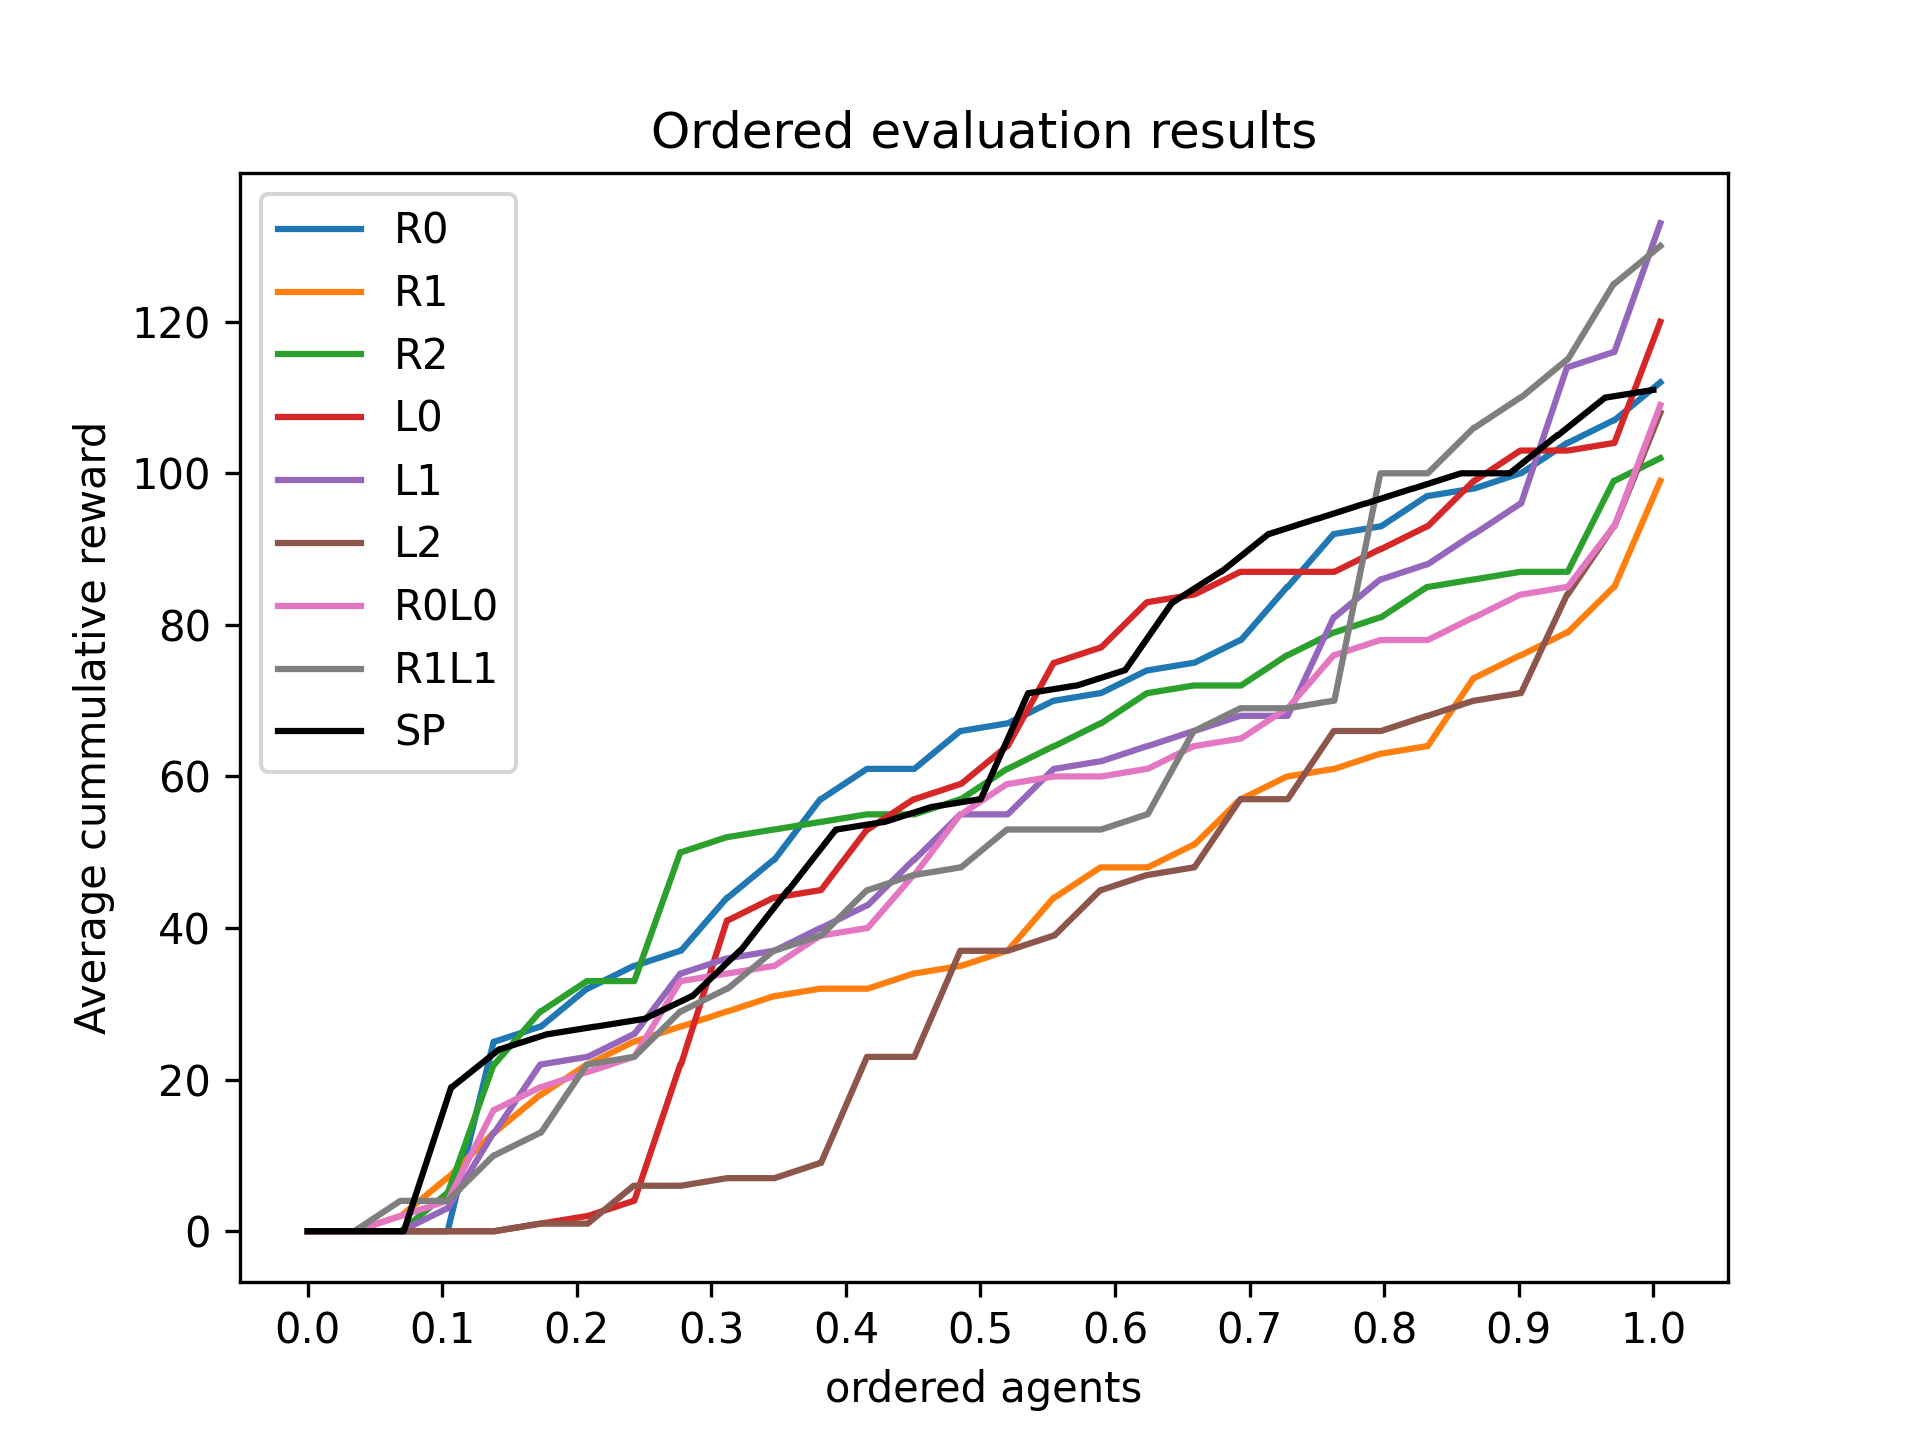 Ordered evaluation results
R0
R1
R2
L0
L1
L2
R0L0
R1L1
SP
Average cummulative reward
120
100
80
60
40
20
0
0.0 0.1 0.2 0.3 0.4 0.5 0.6 0.7 0.8 0.9 1.0
ordered agents